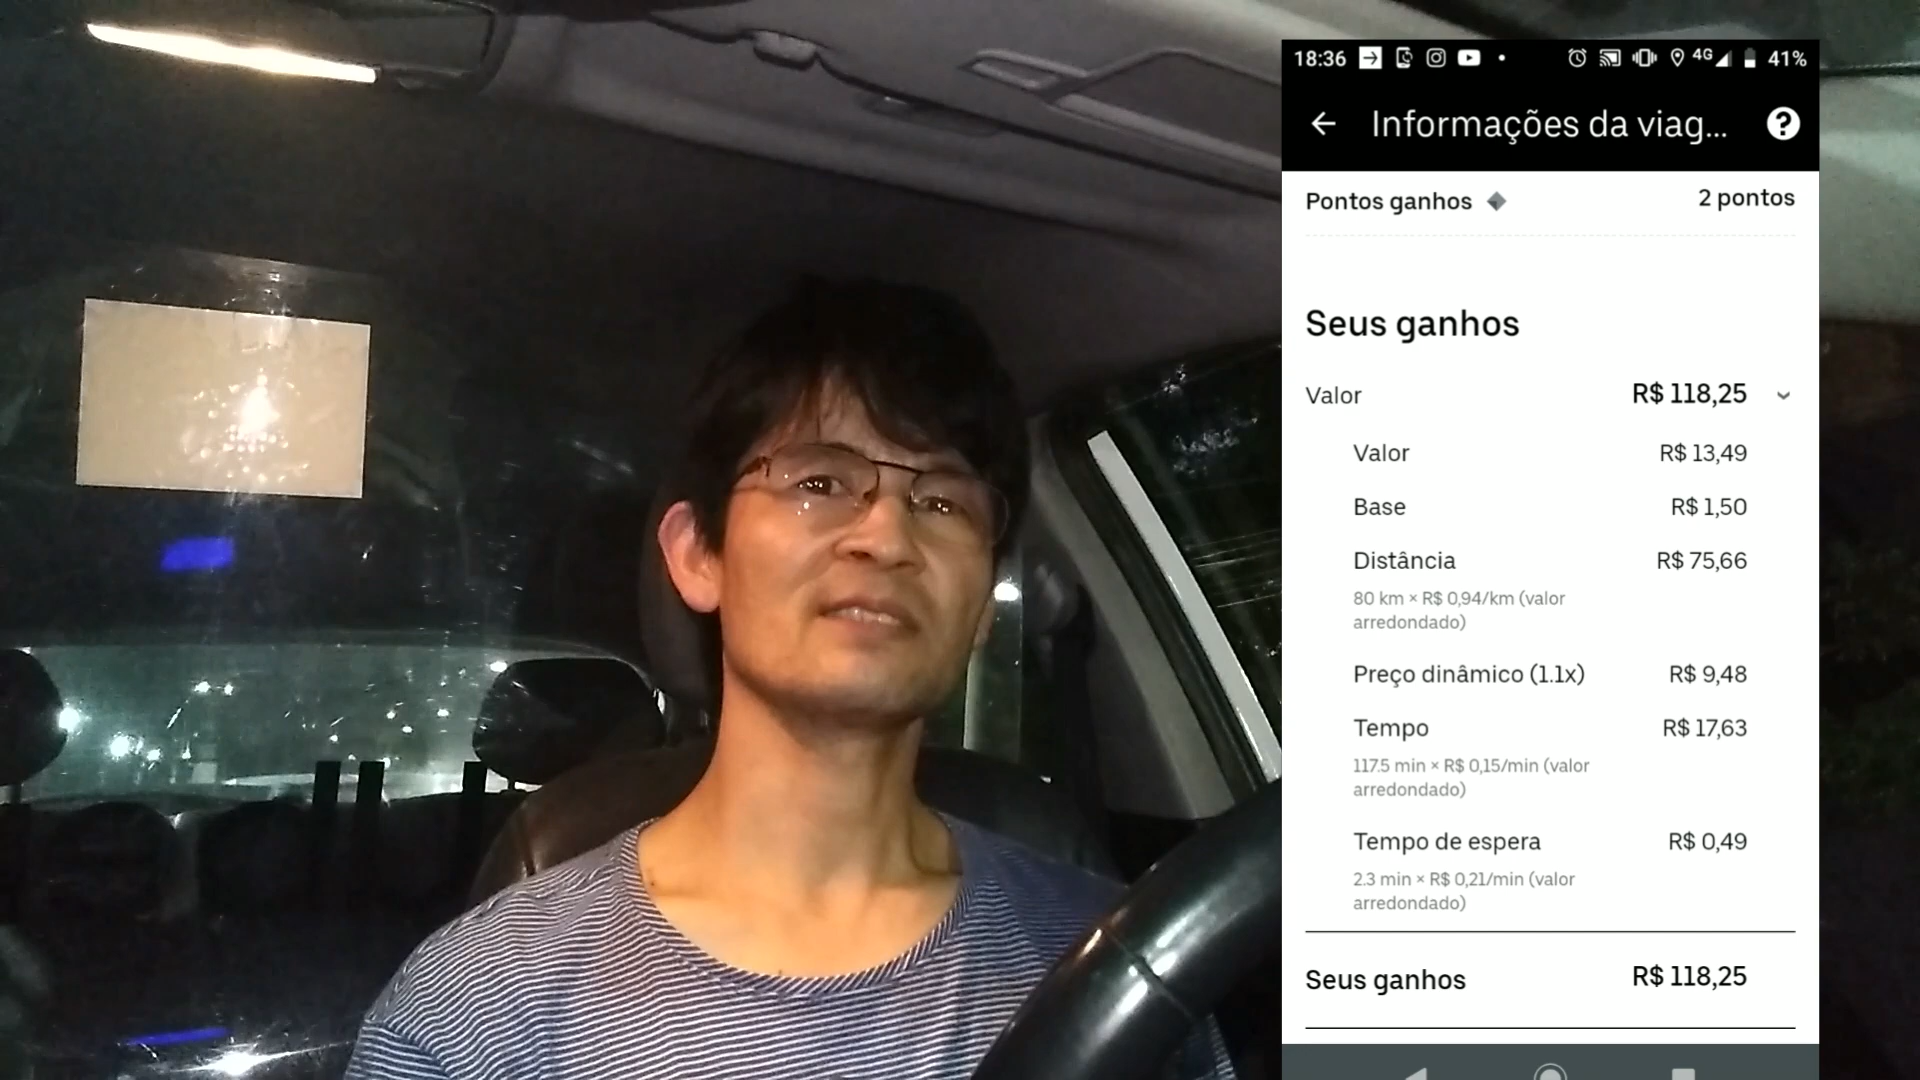 18:36 4G 41%
Informações da viag...
Pontos ganhos 2 pontos
Seus ganhos
Valor R$ 118,25
Valor R$ 13,49
Base R$ 1,50
Distância R$ 75,66
80 km × R$ 0,94/km (valor
arredondado)
Preço dinâmico (1.1x) R$ 9,48
Tempo R$ 17,63
117.5 min × R$ 0,15/min (valor
arredondado)
Tempo de espera R$ 0,49
2.3 min × R$ 0,21/min (valor
arredondado)
Seus ganhos R$ 118,25